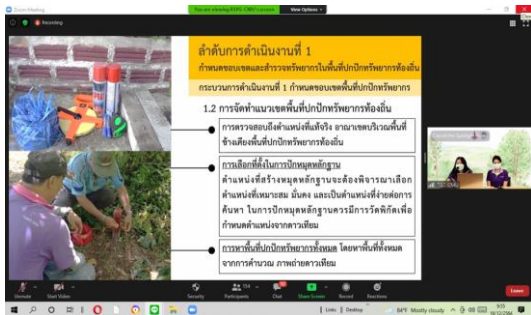 Zoom Meeting
You are viewing RSPG-CMU's screen
View Options
Recording
ลำดับการดำเนินงานที่ 1
กำหนดขอบเขตและสำรวจทรัพยากรในพื้นที่ปกปักทรัพยากรท้องถิ่น
กระบวนการดำเนินงานที่ 1 กำหนดขอบเขตพื้นที่ปกปักทรัพยากร
1.2 การจัดทำแนวเขตพื้นที่ปกปักทรัพยากรท้องถิ่น
การตรวจสอบถึงตำแหน่งที่แท้จริง อาณาเขตบริเวณพื้นที่
ข้างเคียงพื้นที่ปกปักทรัพยากรท้องถิ่น
การเลือกที่ตั้งในการปักหมุดหลักฐาน
ตำแหน่งที่สร้างหมุดหลักฐานจะต้องพิจารณาเลือก
ตำแหน่งที่เหมาะสม มั่นคง และเป็นตำแหน่งที่ง่ายต่อการ
ค้นหา ในการปักหมุดหลักฐานควรมีการวัดพิกัดเพื่อ
กำหนดตำแหน่งจากดาวเทียม
การหาพื้นที่ปกปักทรัพยากรทั้งหมด โดยหาพื้นที่ทั้งหมด
จากการคำนวณ ภาพถ่ายดาวเทียม
Unmute
Start Video
Security
Participants
Chat
Share Screen
Record
Reactions
Leave
Links
Desktop
84°F Mostly cloudy
9:15